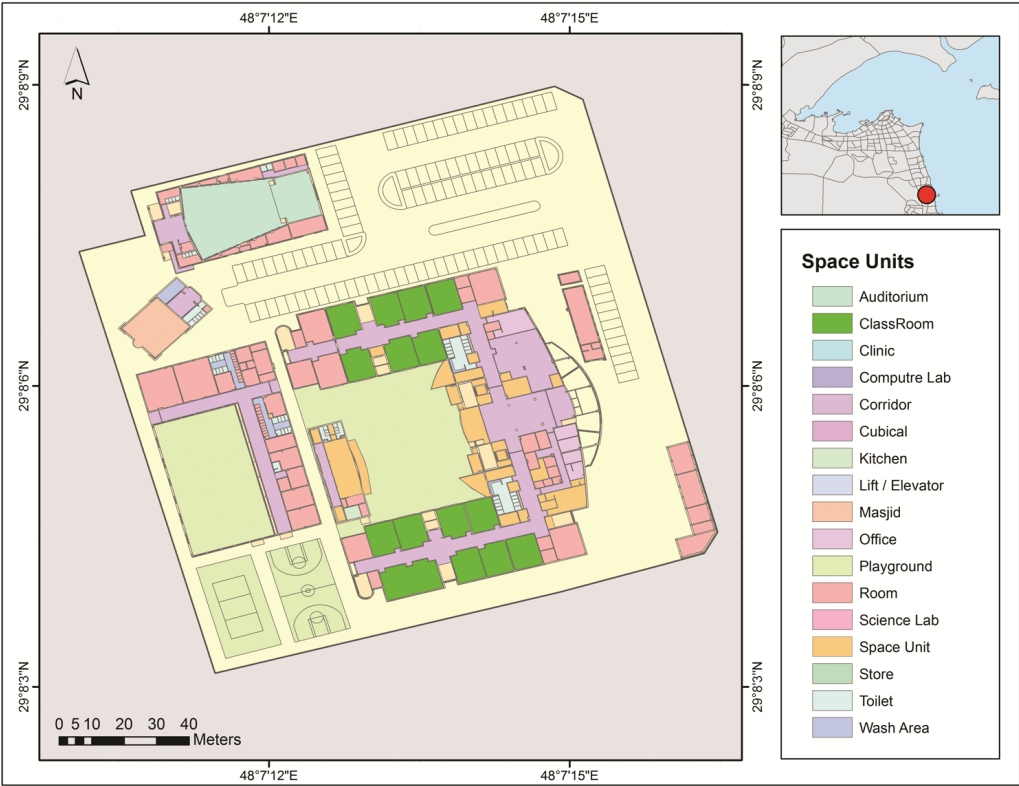 48°7'12"E 48°7'15"E
29°8'9"N 29°8'9"N
N
29°8'6"N 29°8'6"N
29°8'3"N 29°8'3"N
0 5 10 20 30 40
Meters
48°7'12"E 48°7'15"E
Space Units
Auditorium
ClassRoom
Clinic
Computre Lab
Corridor
Cubical
Kitchen
Lift / Elevator
Masjid
Office
Playground
Room
Science Lab
Space Unit
Store
Toilet
Wash Area